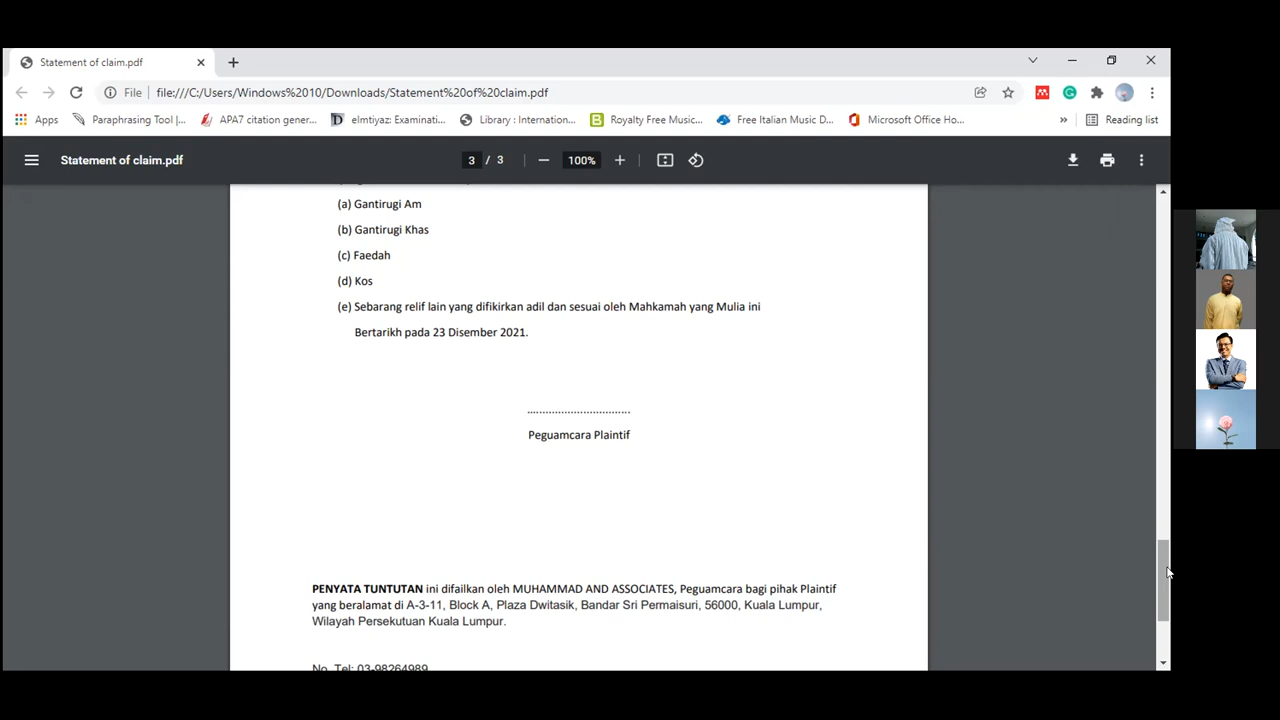 Statement of claim.pdf
File
file:///C:/Users/Windows%2010/Downloads/Statement%20of%20claim.pdf
Apps
Paraphrasing Tool |...
APA7 citation gener...
elmtiyaz: Examinati...
Library : Internation...
Royalty Free Music...
Free Italian Music D...
Microsoft Office Ho...
»
Reading list
Statement of claim.pdf
3 / 3
100%
(a) Gantirugi Am
(b) Gantirugi Khas
(c) Faedah
(d) Kos
(e) Sebarang relif lain yang difikirkan adil dan sesuai oleh Mahkamah yang Mulia ini
Bertarikh pada 23 Disember 2021.
..................................
Peguamcara Plaintif
PENYATA TUNTUTAN ini difailkan oleh MUHAMMAD AND ASSOCIATES, Peguamcara bagi pihak Plaintif
yang beralamat di A-3-11, Block A, Plaza Dwitasik, Bandar Sri Permaisuri, 56000, Kuala Lumpur,
Wilayah Persekutuan Kuala Lumpur.
No. Tel: 03-98264989